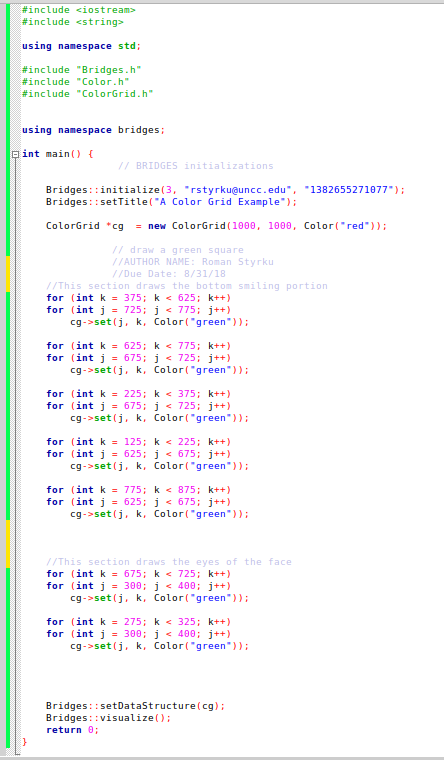 #include <iostream>
#include <string>
using namespace std;
#include "Bridges.h"
#include "Color.h"
#include "ColorGrid.h"
using namespace bridges;
int main() {
// BRIDGES initializations
Bridges::initialize(3, "rstyrku@uncc.edu", "1382655271077");
Bridges::setTitle("A Color Grid Example");
ColorGrid *cg  = new ColorGrid(1000, 1000, Color("red"));
// draw a green square
//AUTHOR NAME: Roman Styrku
//Due Date: 8/31/18
//This section draws the bottom smiling portion
for (int k = 375; k < 625; k++)
for (int j = 725; j < 775; j++)
cg->set(j, k, Color("green"));
for (int k = 625; k < 775; k++)
for (int j = 675; j < 725; j++)
cg->set(j, k, Color("green"));
for (int k = 225; k < 375; k++)
for (int j = 675; j < 725; j++)
cg->set(j, k, Color("green"));
for (int k = 125; k < 225; k++)
for (int j = 625; j < 675; j++)
cg->set(j, k, Color("green"));
for (int k = 775; k < 875; k++)
for (int j = 625; j < 675; j++)
cg->set(j, k, Color("green"));
//This section draws the eyes of the face
for (int k = 675; k < 725; k++)
for (int j = 300; j < 400; j++)
cg->set(j, k, Color("green"));
for (int k = 275; k < 325; k++)
for (int j = 300; j < 400; j++)
cg->set(j, k, Color("green"));
Bridges::setDataStructure(cg);
Bridges::visualize();
return 0;
}